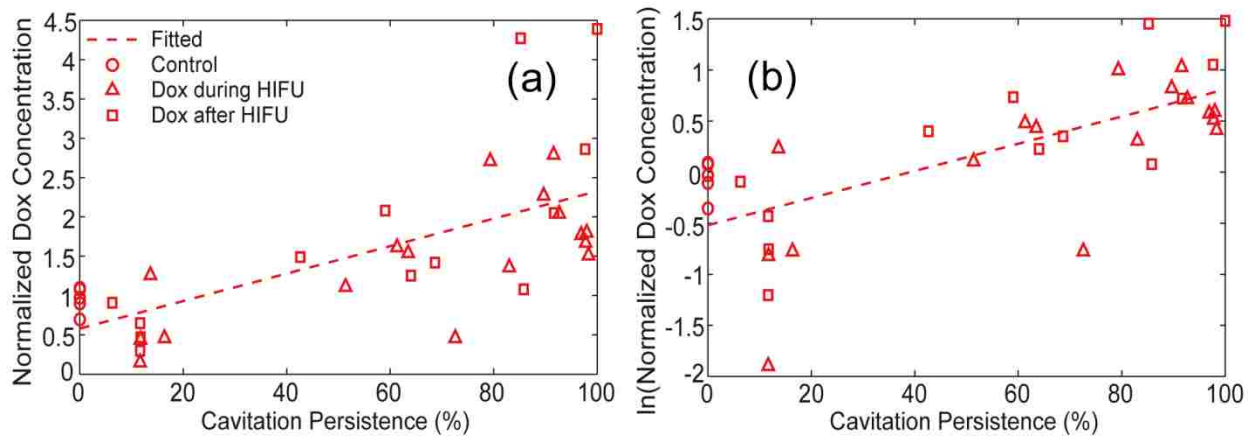 4.5
4
3.5
3
2.5
2
1.5
1
0.5
0
Normalized Dox Concentration
Fitted
Control
Dox during HIFU
Dox after HIFU
(a)
0 20 40 60 80 100
Cavitation Persistence (%)
1.5
1
0.5
0
-0.5
-1
-1.5
-2
ln(Normalized Dox Concentration)
(b)
0 20 40 60 80 100
Cavitation Persistence (%)